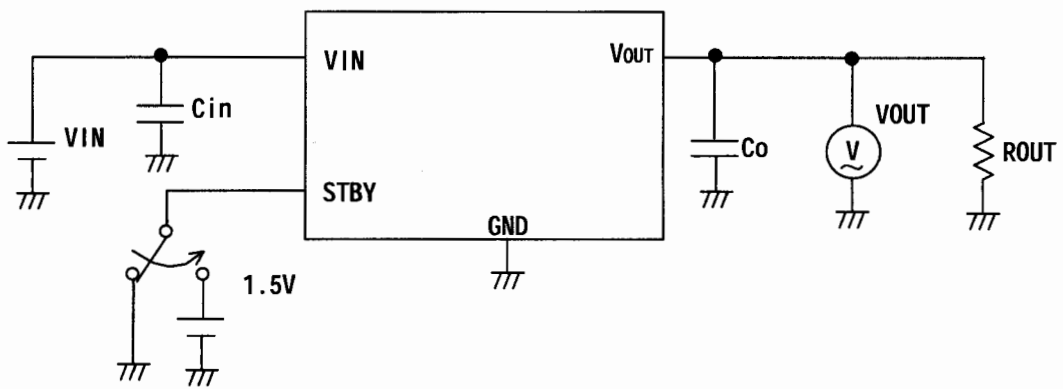 VIN
VOUT
Cin
VIN
VOUT
V
Co
ROUT
STBY
GND
1.5V